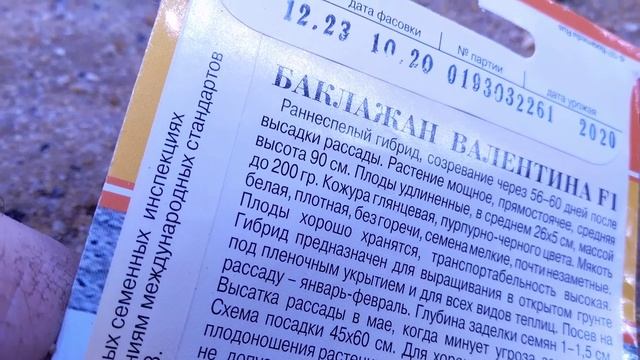 дата фасовки
№ партии
дата урожая
12.23 10.20 0193032261 2020
БАКЛАЖАН ВАЛЕНТИНА F1
Раннеспелый гибрид, созревание через 56–60 дней после
высадки рассады. Растение мощное, прямостоячее, средняя
высота 90 см. Плоды удлиненные, в среднем 26х5 см, массой
до 200 гр. Кожура глянцевая, пурпурно-черного цвета. Мякоть
белая, плотная, без горечи, семена мелкие, почти незаметные.
Плоды хорошо хранятся, транспортабельность высокая.
Гибрид предназначен для выращивания в открытом грунте
под пленочным укрытием и для всех видов теплиц. Посев на
рассаду – январь-февраль. Глубина заделки семян 1–1,5 см
Высатка рассады в мае, когда минует угроза
Схема посадки 45х60 см. Для
плодоношения растени
не допу
ых семенных инспекциях
ниям международных стандартов